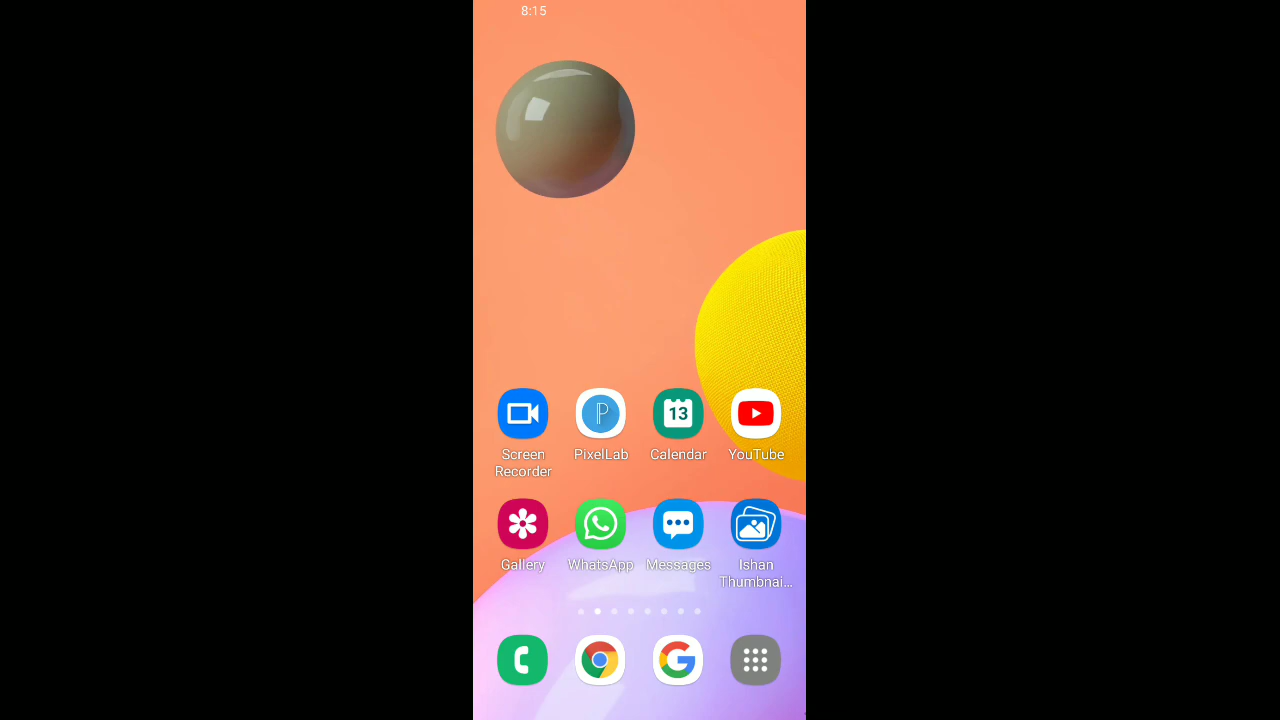 8:15
13
Screen Recorder
PixelLab
Calendar
YouTube
Gallery
WhatsApp
Messages
Ishan
Thumbnai...